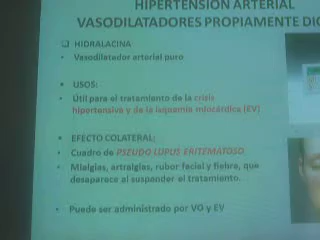 HIPERTENSION ARTERIAL
VASODILATADORES PROPIAMENTE DIC
HIDRALACINA
Vasodilatador arterial puro
USOS:
Útil para el tratamiento de la crisis
hipertensiva y de la isquemia miocárdica (EV)
EFECTO COLATERAL:
Cuadro de PSEUDO LUPUS ERITEMATOSO
Mialgias, artralgias, rubor facial y fiebre, que
desaparece al suspender el tratamiento.
Puede ser administrado por VO y EV